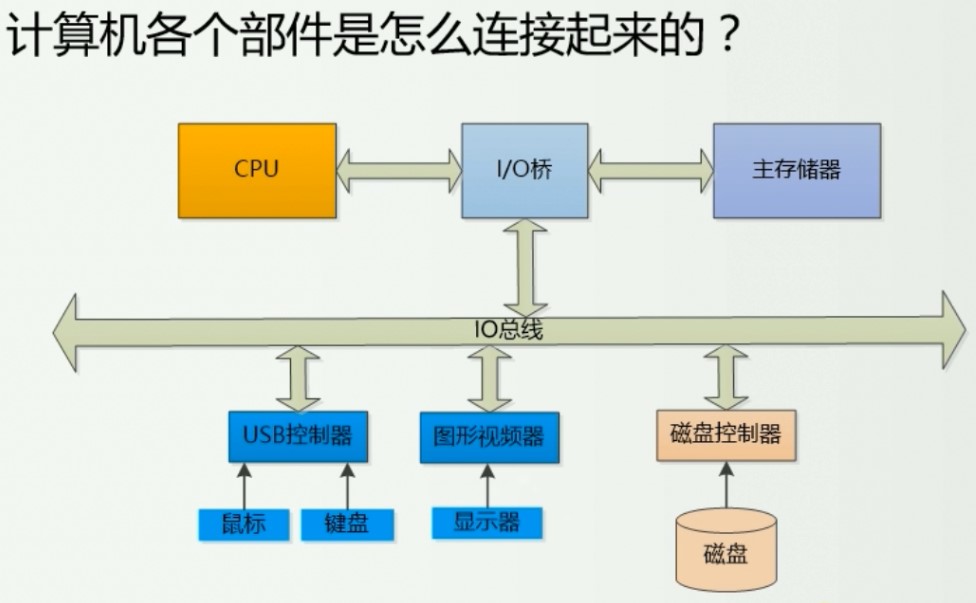 计算机各个部件是怎么连接起来的？
CPU
I/O桥
主存储器
IO总线
USB控制器
图形视频器
磁盘控制器
鼠标
键盘
显示器
磁盘